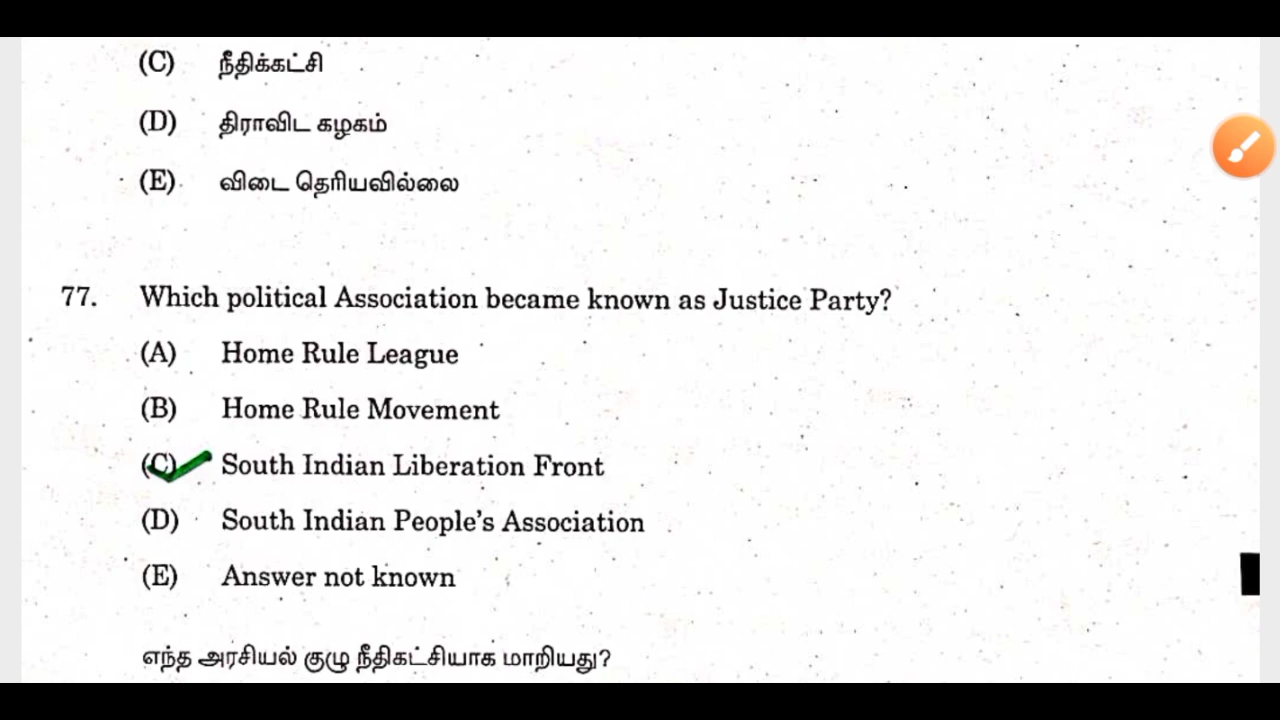 (C) நீதிக்கட்சி
(D) திராவிட கழகம்
(E) விடை தெரியவில்லை
77. Which political Association became known as Justice Party?
(A) Home Rule League
(B) Home Rule Movement
(C) South Indian Liberation Front
(D) South Indian People's Association
(E) Answer not known
எந்த அரசியல் குழு நீதிகட்சியாக மாறியது?